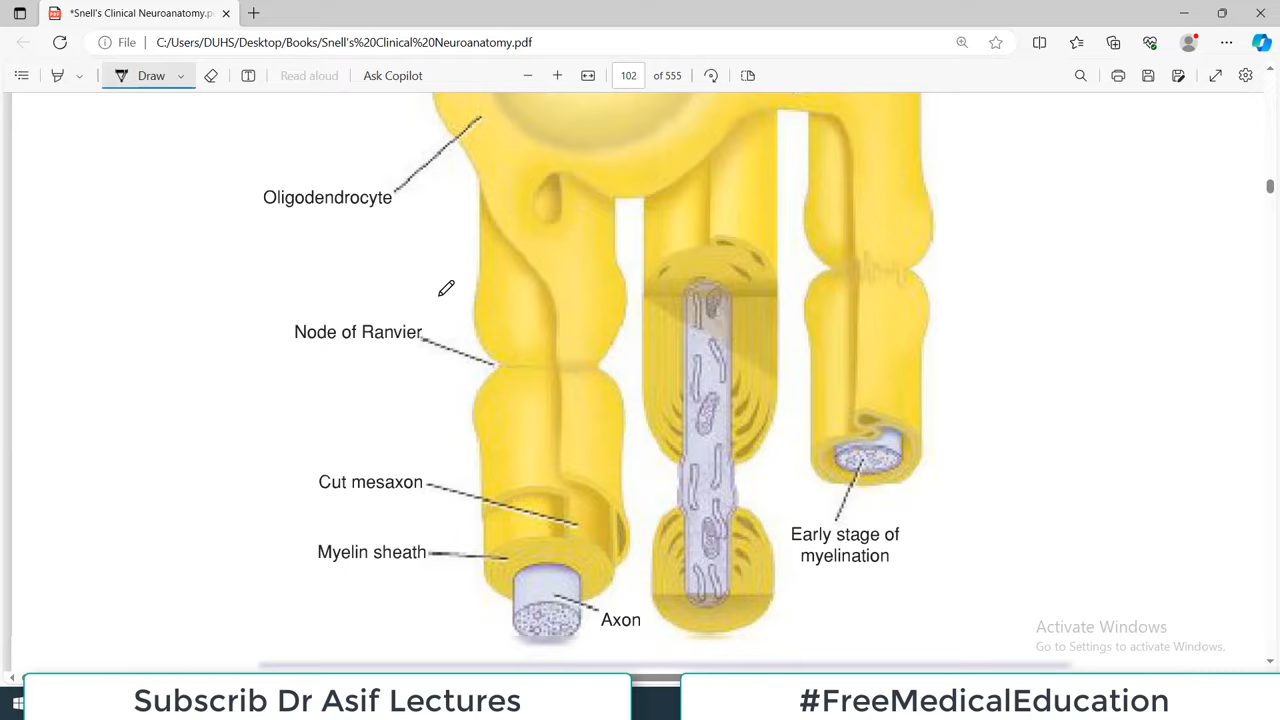 *Snell's Clinical Neuroanatomy.p
File
C:/Users/DUHS/Desktop/Books/Snell's%20Clinical%20Neuroanatomy.pdf
Draw
Read aloud
Ask Copilot
102
of 555
Oligodendrocyte
Node of Ranvier
Cut mesaxon
Myelin sheath
Axon
Early stage of
myelination
Activate Windows
Go to Settings to activate Windows.
Subscrib Dr Asif Lectures
#FreeMedicalEducation